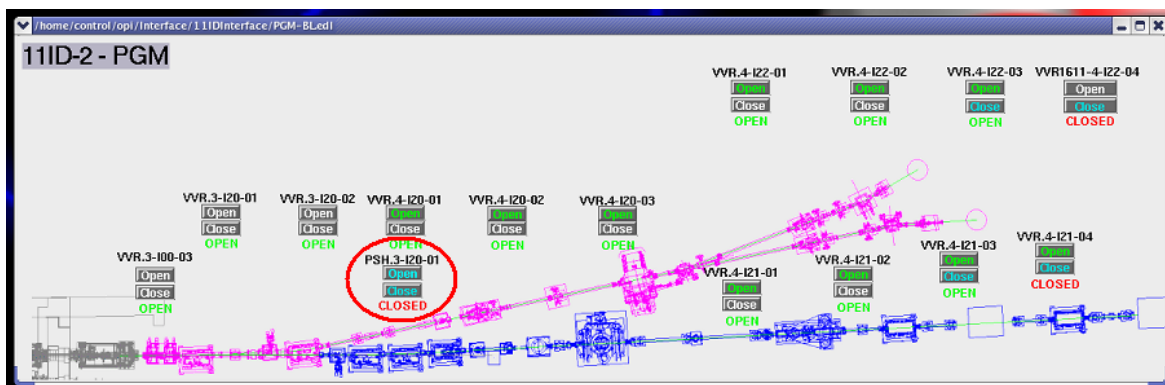 /home/control/opi/Interface/11IDInterface/PGM-BL.edl
11ID-2 - PGM
VVR.4-I22-01
Open
Close
OPEN
VVR.4-I22-02
Open
Close
OPEN
VVR.4-I22-03
Open
Close
OPEN
VVR1611-4-I22-04
Open
Close
CLOSED
VVR.3-I20-01
Open
Close
OPEN
VVR.3-I20-02
Open
Close
OPEN
VVR.4-I20-01
Open
Close
OPEN
VVR.4-I20-02
Open
Close
OPEN
VVR.4-I20-03
Open
Close
OPEN
VVR.3-I00-03
Open
Close
OPEN
PSH.3-I20-01
Open
Close
CLOSED
VVR.4-I21-01
Open
Close
OPEN
VVR.4-I21-02
Open
Close
OPEN
VVR.4-I21-03
Open
Close
OPEN
VVR.4-I21-04
Open
Close
CLOSED